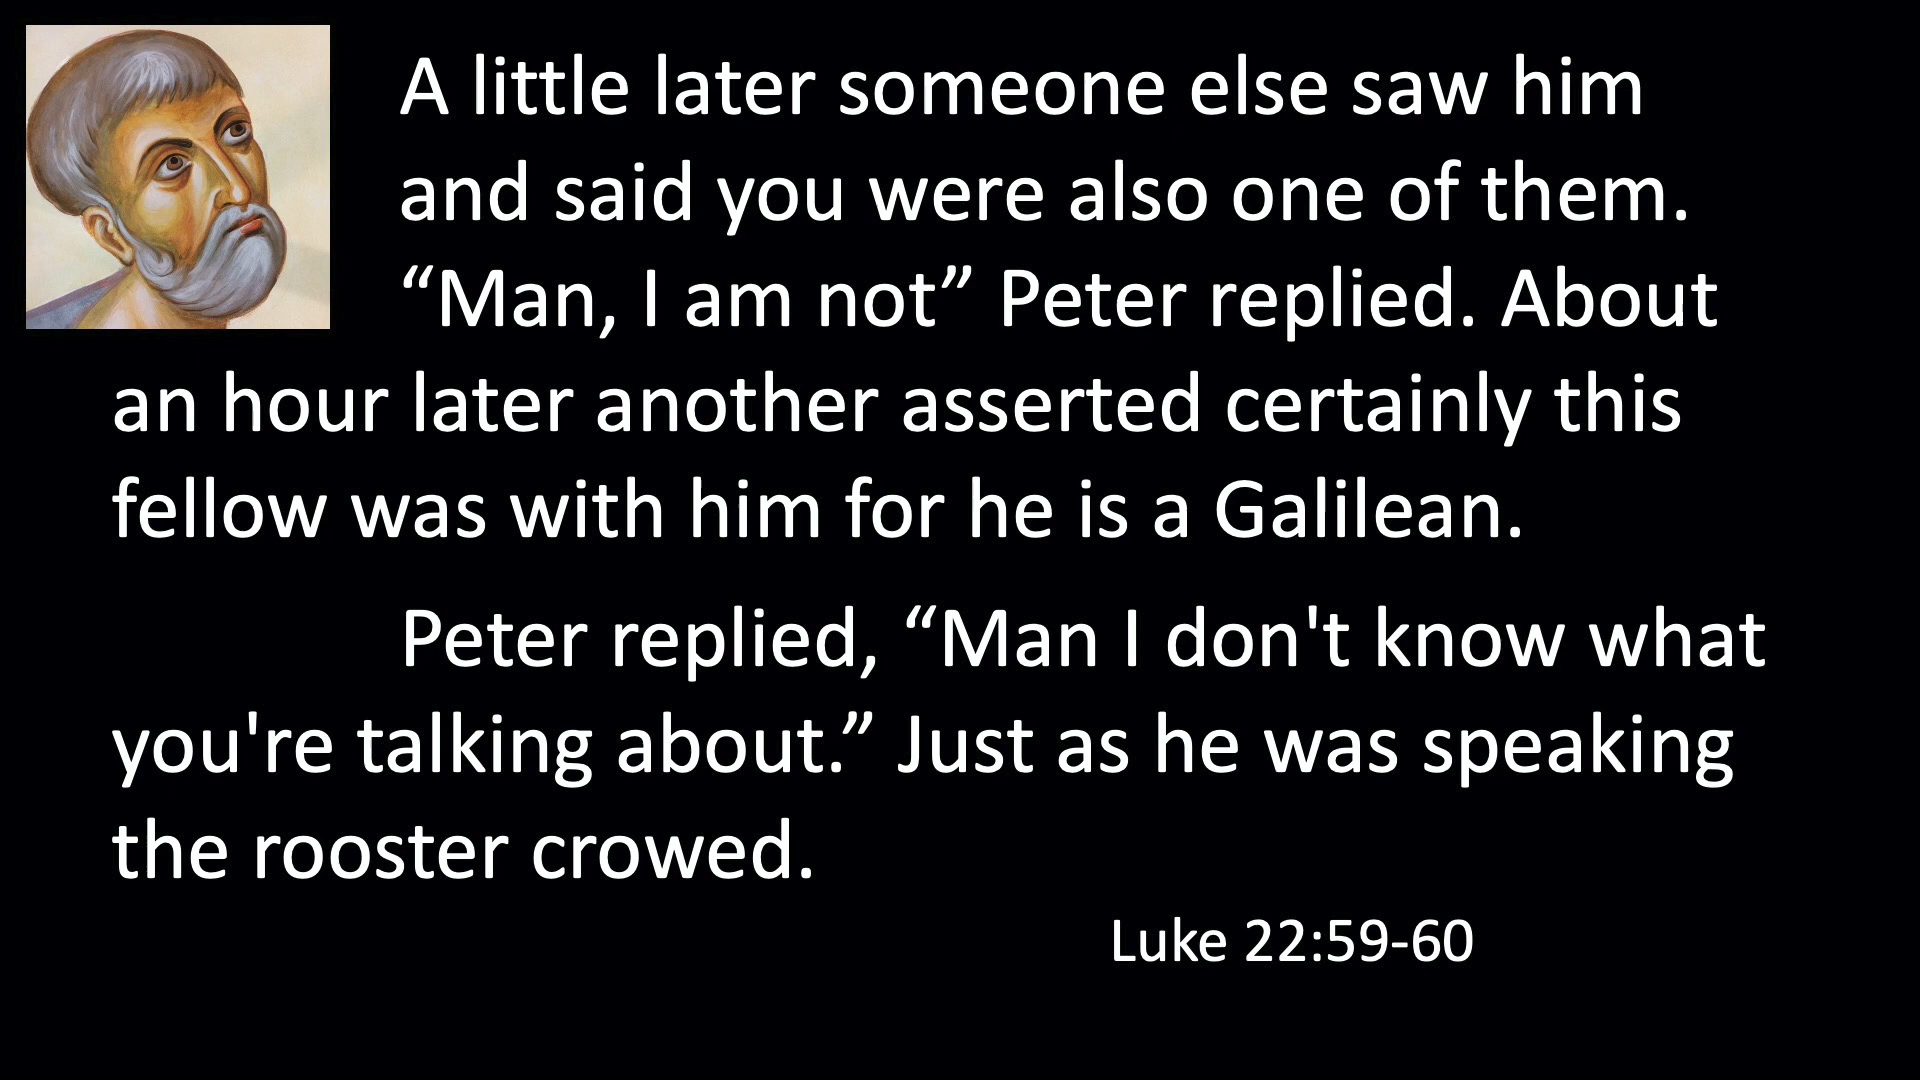 A little later someone else saw him
and said you were also one of them.
“Man, I am not” Peter replied. About
an hour later another asserted certainly this
fellow was with him for he is a Galilean.
Peter replied, “Man I don't know what
you're talking about.” Just as he was speaking
the rooster crowed.
Luke 22:59-60